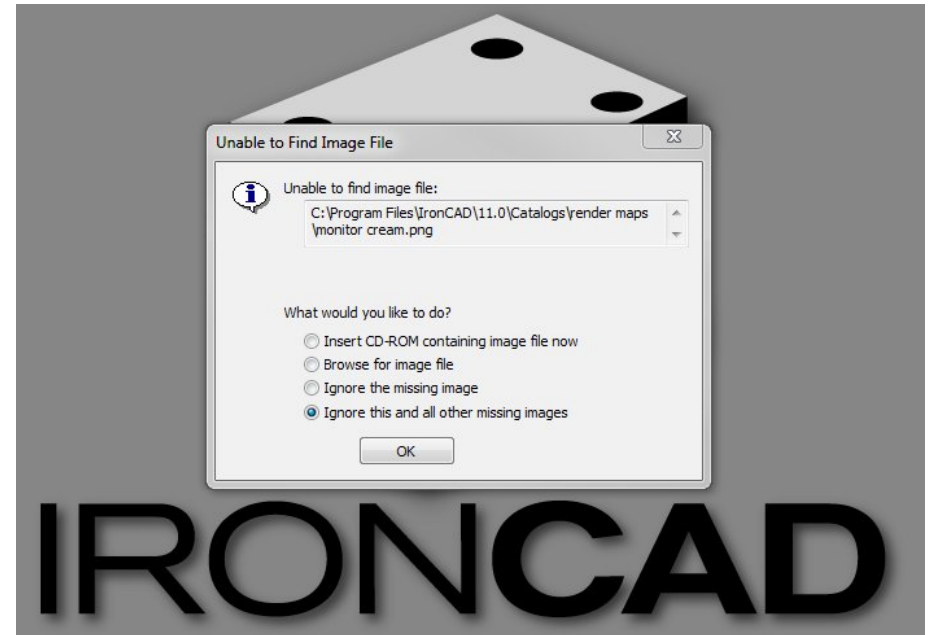 Unable to Find Image File
Unable to find image file:
C:\Program Files\IronCAD\11.0\Catalogs\render maps
\monitor cream.png
What would you like to do?
Insert CD-ROM containing image file now
Browse for image file
Ignore the missing image
Ignore this and all other missing images
OK
IRONCAD